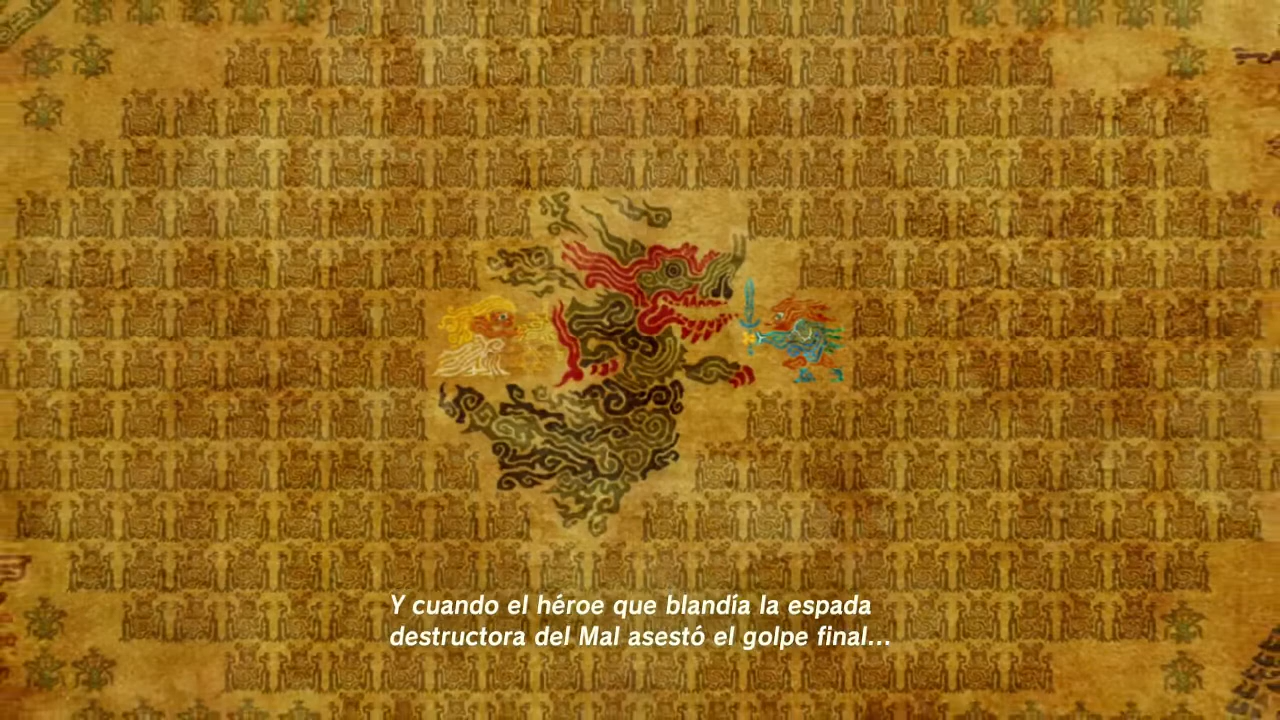 Y cuando el héroe que blandía la espada
destructora del Mal asestó el golpe final...